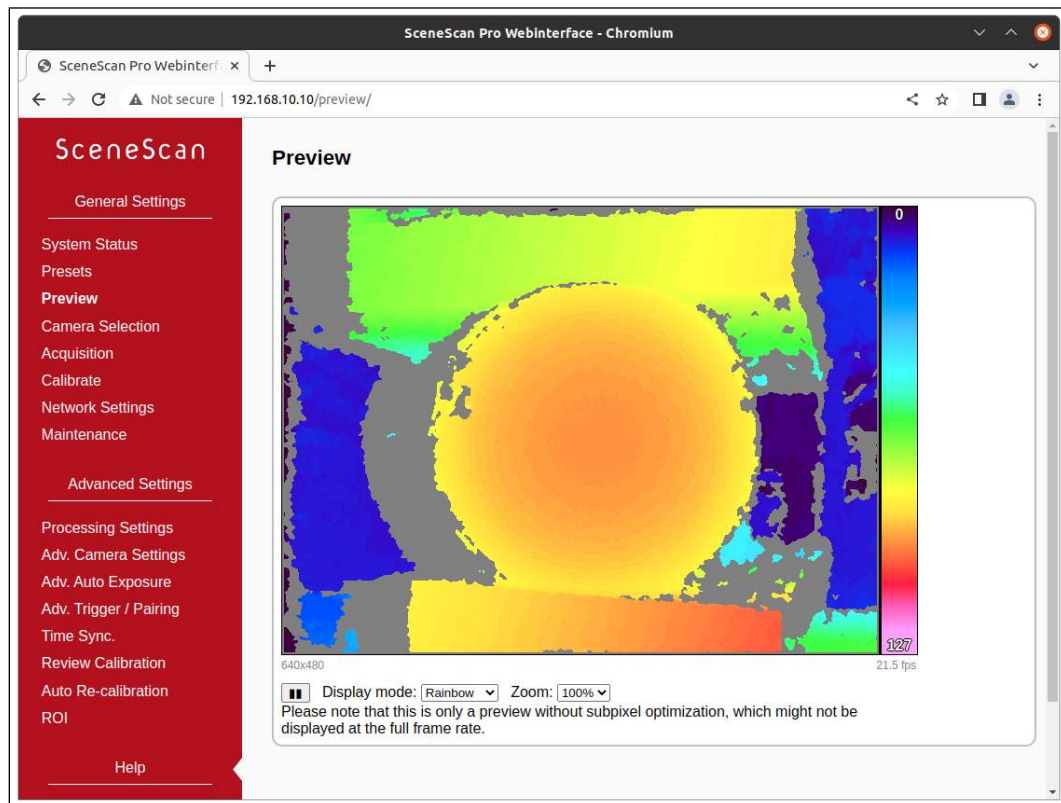 SceneScan Pro Webinterface - Chromium
SceneScan Pro Webinterf
192.168.10.10/preview/
Not secure
SceneScan
General Settings
System Status
Presets
Preview
Camera Selection
Acquisition
Calibrate
Network Settings
Maintenance
Advanced Settings
Processing Settings
Adv. Camera Settings
Adv. Auto Exposure
Adv. Trigger / Pairing
Time Sync.
Review Calibration
Auto Re-calibration
ROI
Help
Preview
0
127
640x480
21.5 fps
Display mode: Rainbow Zoom: 100%
Please note that this is only a preview without subpixel optimization, which might not be
displayed at the full frame rate.